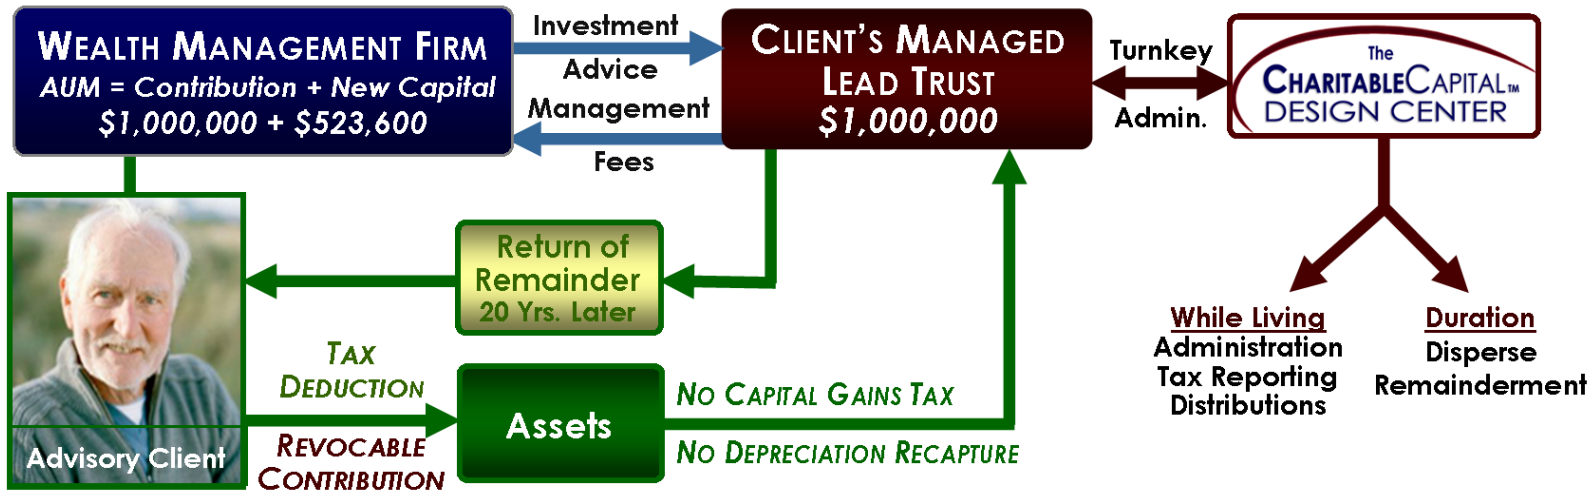 WEALTH MANAGEMENT FIRM
AUM = Contribution + New Capital
$1,000,000 + $523,600
Investment
Advice
Management
Fees
CLIENT'S MANAGED
LEAD TRUST
$1,000,000
Turnkey
Admin.
The
CHARITABLECAPITAL™
DESIGN CENTER
Return of
Remainder
20 Yrs. Later
TAX
DEDUCTION
REVOCABLE
CONTRIBUTION
Advisory Client
Assets
NO CAPITAL GAINS TAX
NO DEPRECIATION RECAPTURE
While Living
Administration
Tax Reporting
Distributions
Duration
Disperse
Remainderment